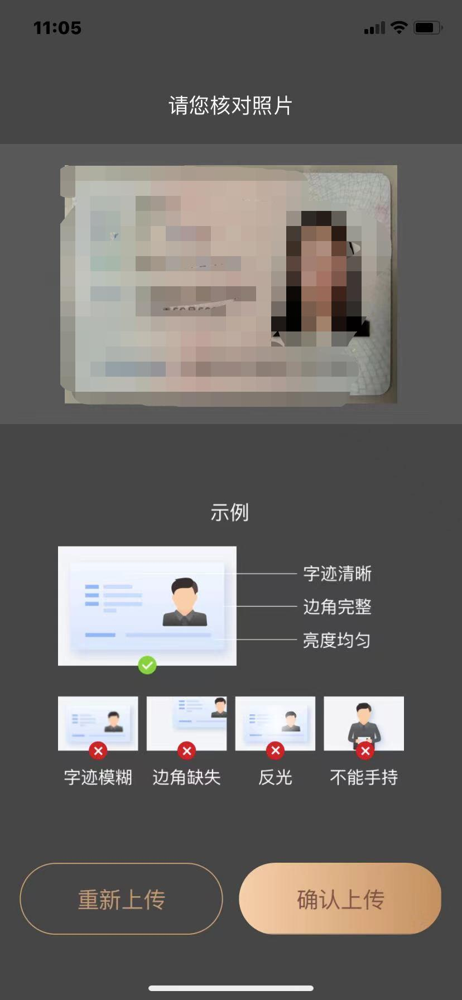 11:05
请您核对照片
示例
字迹清晰
边角完整
亮度均匀
字迹模糊 边角缺失 反光 不能手持
重新上传 确认上传